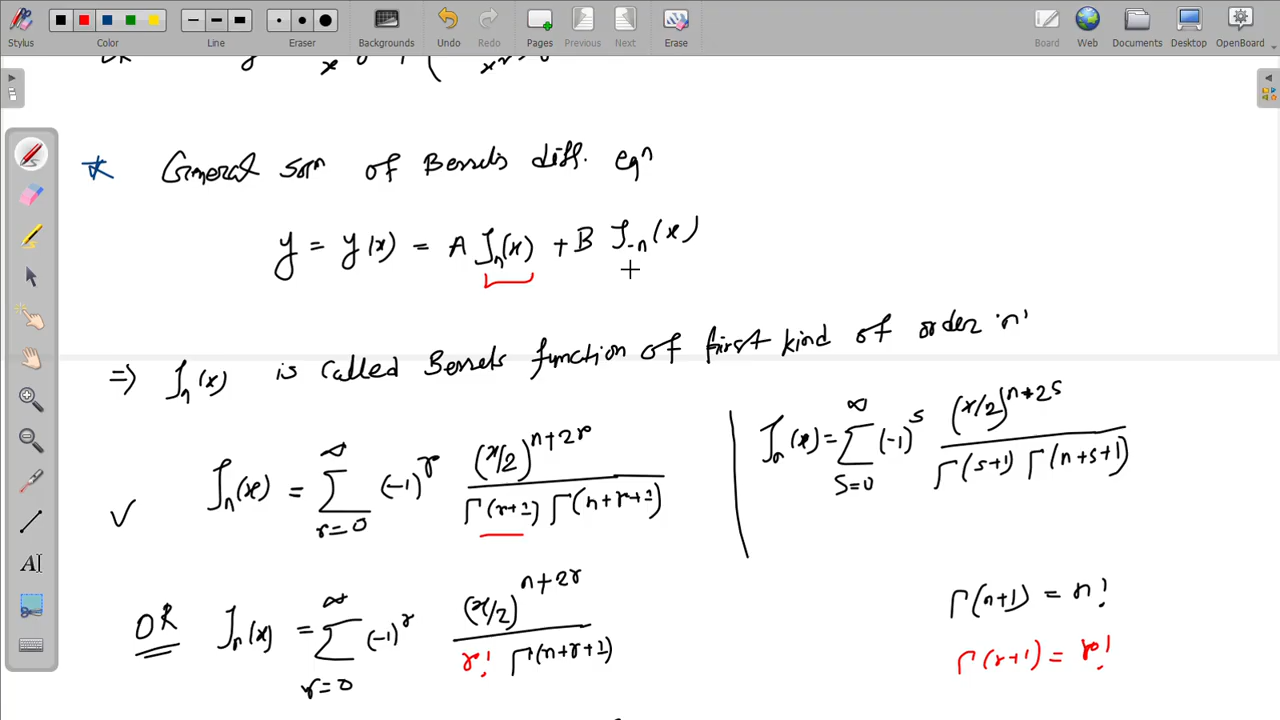 Stylus Color Line Eraser Backgrounds Undo Redo Pages Previous Next Erase Board Web Documents Desktop OpenBoard
* General soln of Bessel's diff. eqn
y = y(x) = A Jₙ(x) + B J₋ₙ(x)
⇒ Jₙ(x) is called Bessels function of first kind of order 'n'
✓ Jₙ(x) = ∞ Σ r=0 (-1)^r (x/2)^(n+2r) / Γ(r+1) Γ(n+r+1)
Jₙ(x) = ∞ Σ s=0 (-1)^s (x/2)^(n+2s) / Γ(s+1) Γ(n+s+1)
OR Jₙ(x) = ∞ Σ r=0 (-1)^r (x/2)^(n+2r) / r! Γ(n+r+1)
Γ(n+1) = n!
Γ(r+1) = r!